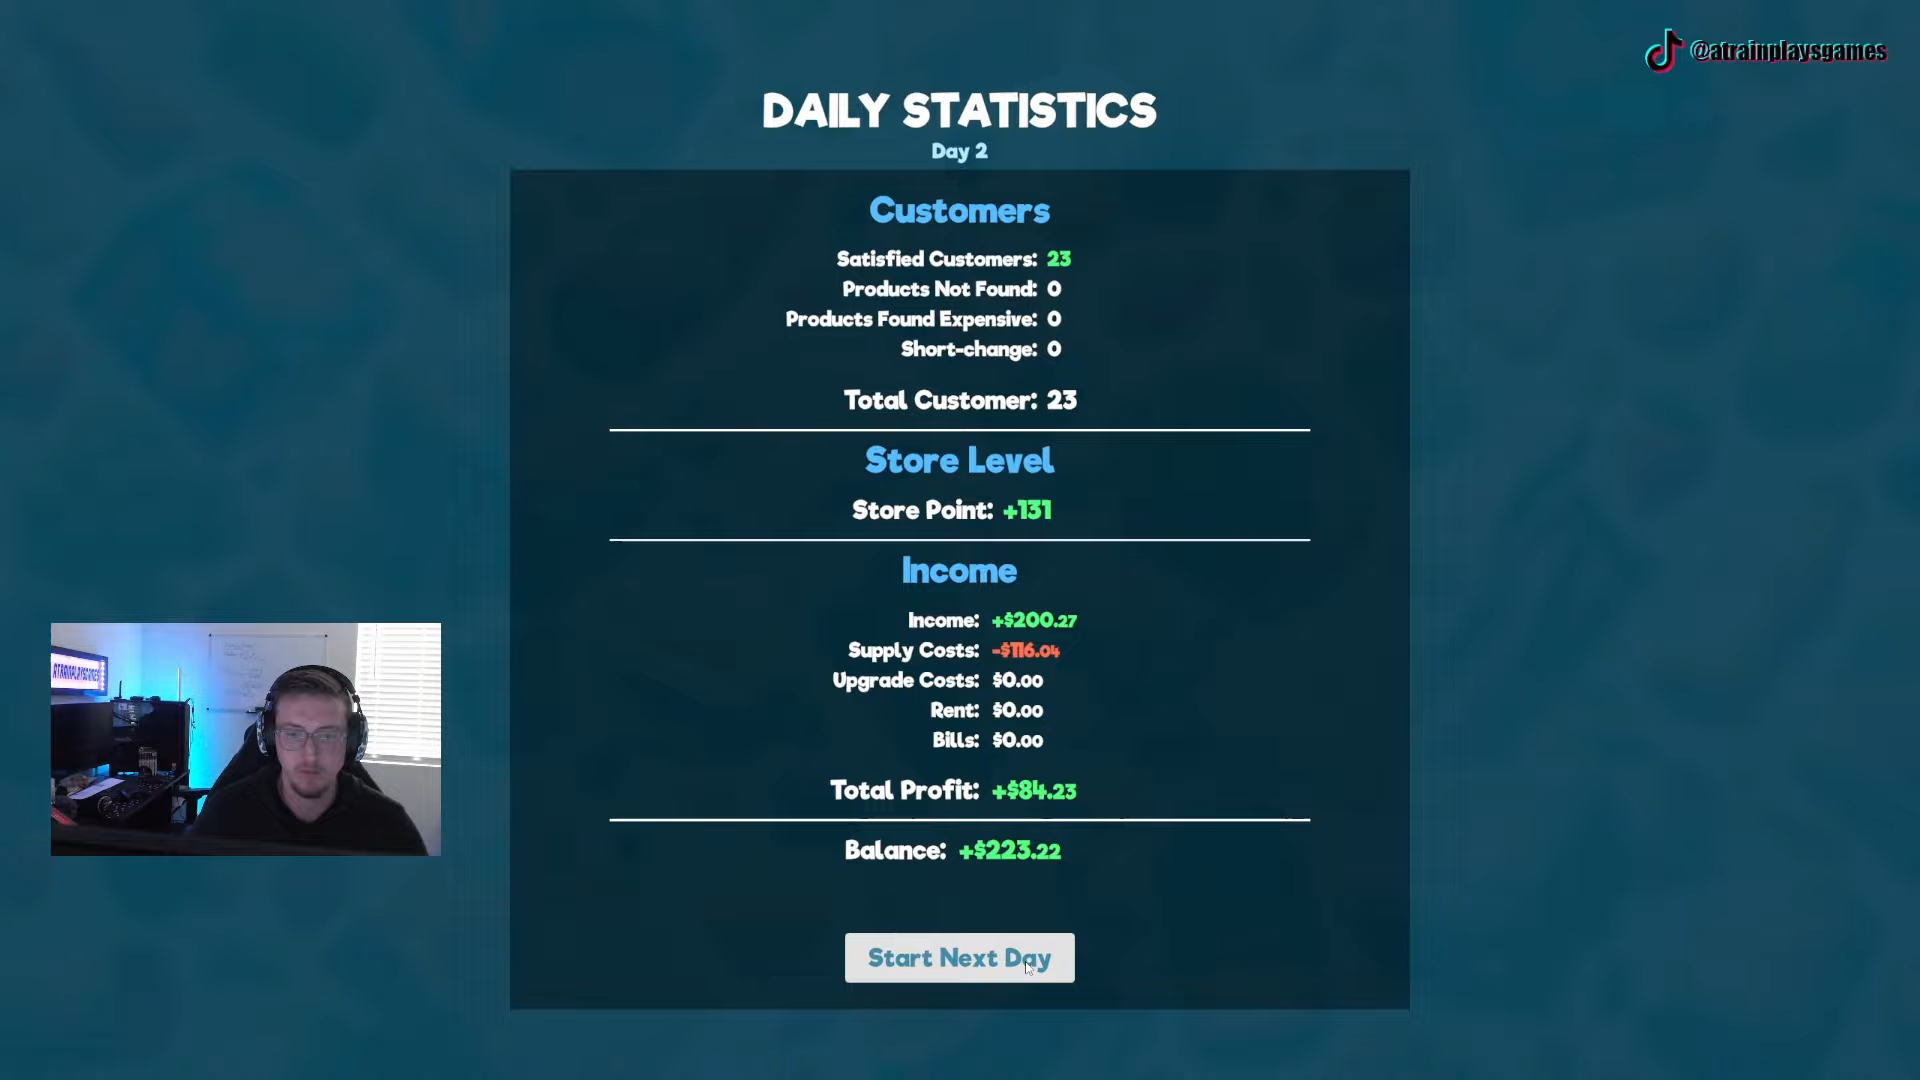 @atrainplaysgames
DAILY STATISTICS
Day 2
Customers
Satisfied Customers: 23
Products Not Found: 0
Products Found Expensive: 0
Short-change: 0
Total Customer: 23
Store Level
Store Point: +131
Income
Income: +$200.27
Supply Costs: -$116.04
Upgrade Costs: $0.00
Rent: $0.00
Bills: $0.00
Total Profit: +$84.23
Balance: +$223.22
Start Next Day
ATRAINPLAYSGAMES